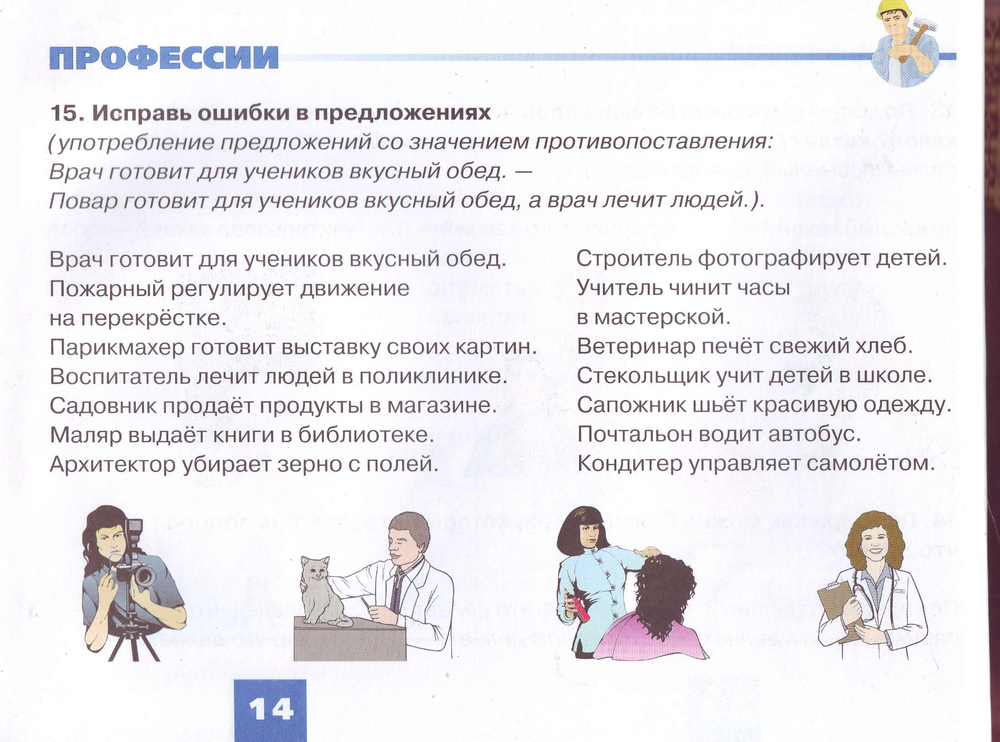 ПРОФЕССИИ
15. Исправь ошибки в предложениях
(употребление предложений со значением противопоставления:
Врач готовит для учеников вкусный обед. —
Повар готовит для учеников вкусный обед, а врач лечит людей.).
Врач готовит для учеников вкусный обед.
Пожарный регулирует движение
на перекрёстке.
Парикмахер готовит выставку своих картин.
Воспитатель лечит людей в поликлинике.
Садовник продаёт продукты в магазине.
Маляр выдаёт книги в библиотеке.
Архитектор убирает зерно с полей.
Строитель фотографирует детей.
Учитель чинит часы
в мастерской.
Ветеринар печёт свежий хлеб.
Стекольщик учит детей в школе.
Сапожник шьёт красивую одежду.
Почтальон водит автобус.
Кондитер управляет самолётом.
14